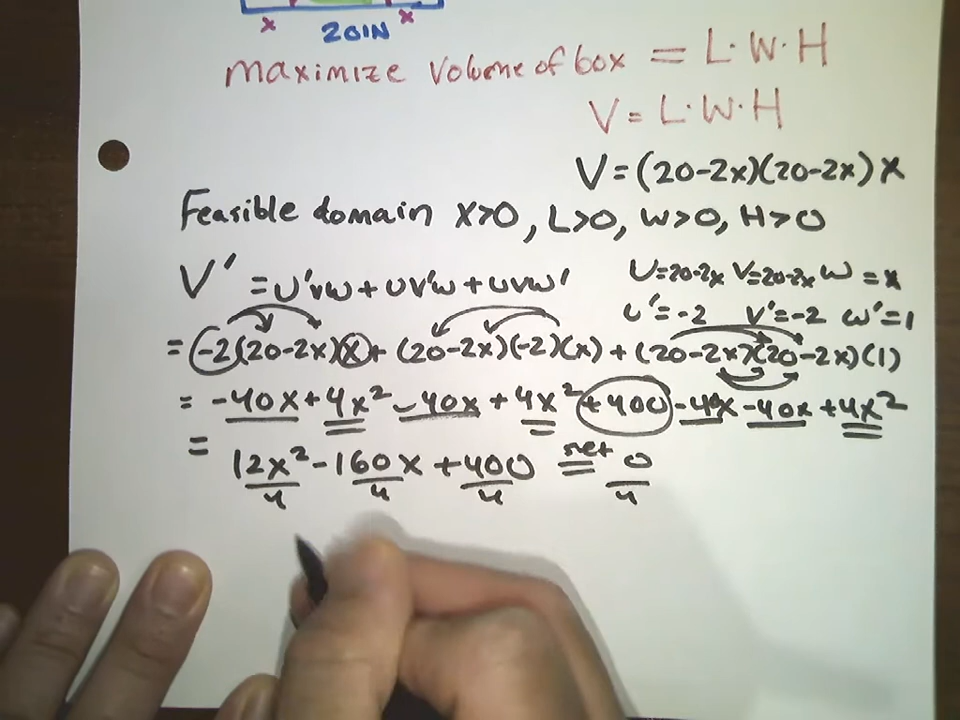 x x
20IN
maximize volume of box = L·W·H
V = L·W·H
V=(20-2x)(20-2x)x
Feasible domain x>0, L>0, W>0, H>0
V' = u'vw + uv'w + uvw' U=20-2x V=20-2x W=x
u'=-2 v'=-2 w'=1
= (-2)(20-2x)(x) + (20-2x)(-2)(x) + (20-2x)(20-2x)(1)
= -40x + 4x² - 40x + 4x² + 400 - 40x - 40x + 4x²
= 12x²/4 - 160x/4 + 400/4 set = 0/4